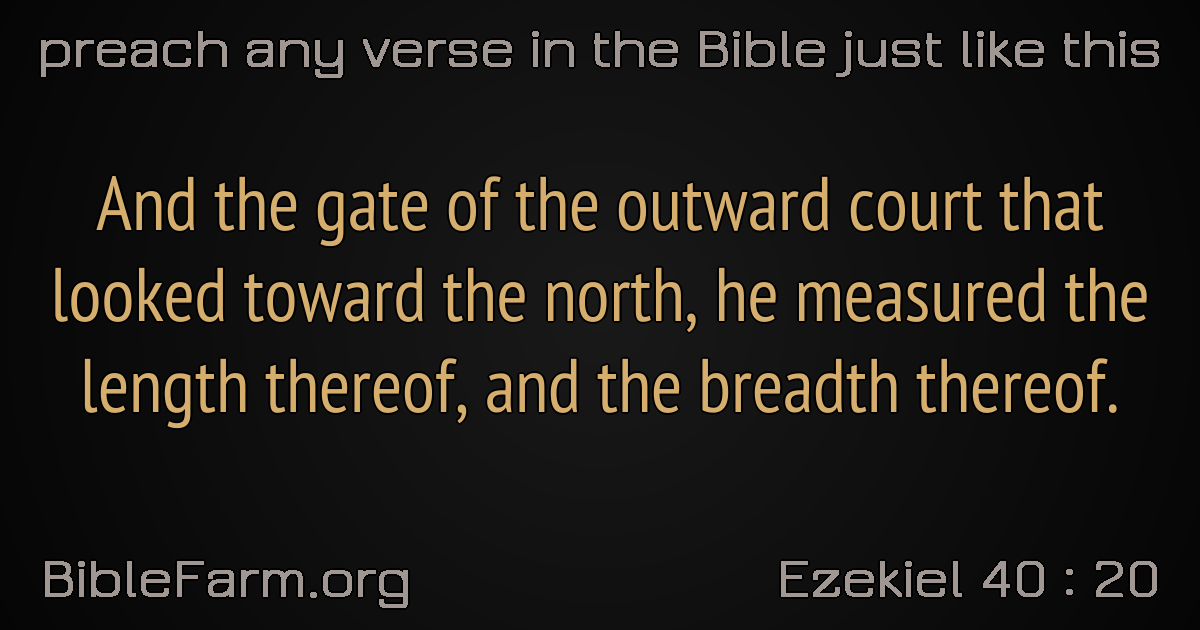 preach any verse in the Bible just like this
And the gate of the outward court that
looked toward the north, he measured the
length thereof, and the breadth thereof.
BibleFarm.org
Ezekiel 40 : 20